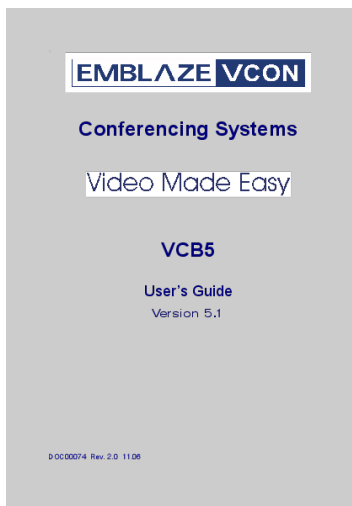 EMBLAZE VCON
Conferencing Systems
Video Made Easy
VCB5
User's Guide
Version 5.1
DOC00074 Rev. 2.0 11.06